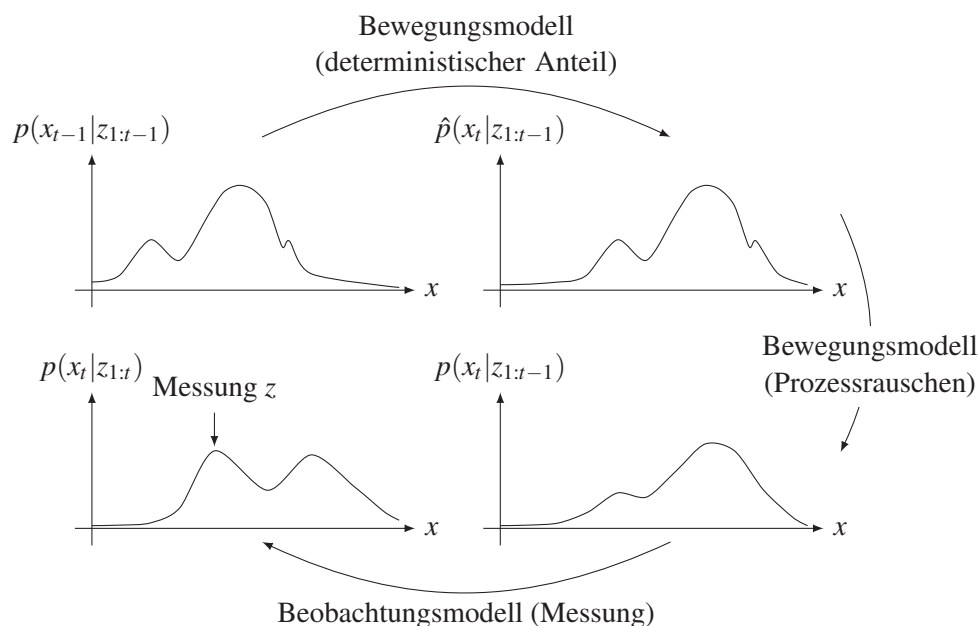 Bewegungsmodell
(deterministischer Anteil)
p(x_{t−1}|z_{1:t−1})
p̂(x_t|z_{1:t−1})
x
x
Bewegungsmodell
(Prozessrauschen)
p(x_t|z_{1:t})
p(x_t|z_{1:t−1})
Messung z
x
x
Beobachtungsmodell (Messung)